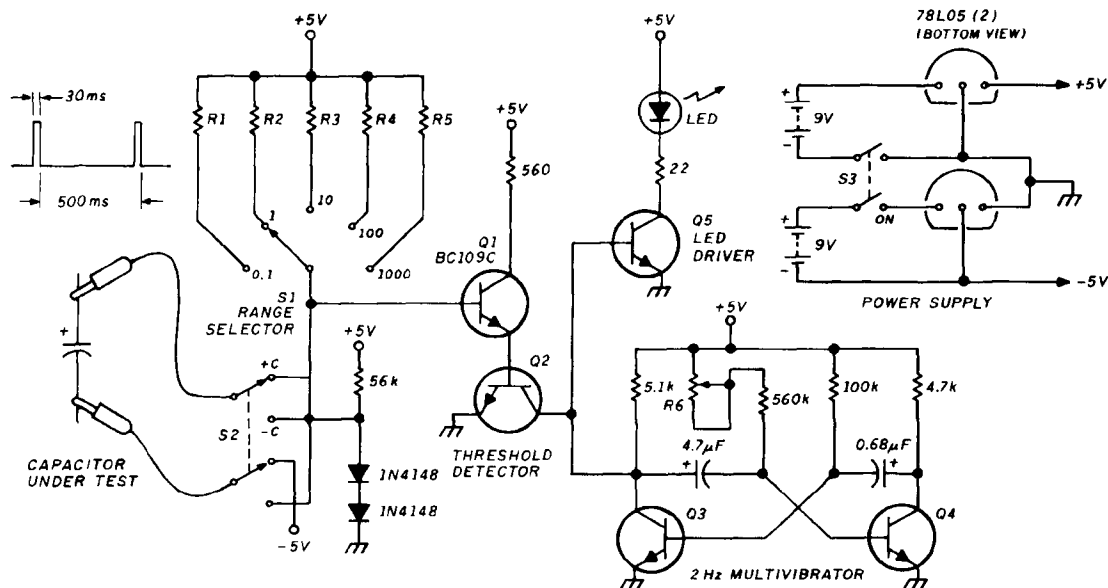 78L05 (2)
(BOTTOM VIEW)
+5V
+5V
30ms
500ms
R1
R2
R3
R4
R5
+5V
560
LED
22
+
9V
-
S3
+5V
+
9V
-
ON
-5V
POWER SUPPLY
0.1
1
10
100
1000
S1
RANGE
SELECTOR
Q1
BC109C
Q5
LED
DRIVER
+
CAPACITOR
UNDER TEST
+C
-C
S2
-5V
+5V
56k
1N4148
1N4148
Q2
THRESHOLD
DETECTOR
+5V
5.1k
R6
560k
100k
4.7k
4.7µF
+
0.68µF
+
Q3
Q4
2 Hz MULTIVIBRATOR